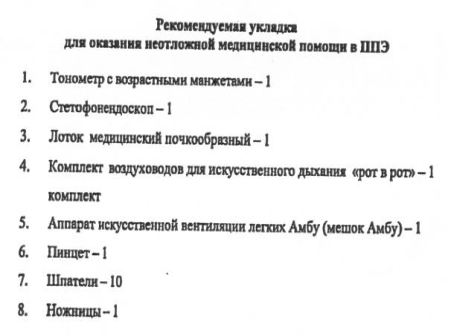 Рекомендуемая укладка
для оказания неотложной медицинской помощи в ППЭ
1. Тонометр с возрастными манжетами – 1
2. Стетофонендоскоп – 1
3. Лоток медицинский почкообразный – 1
4. Комплект воздуховодов для искусственного дыхания «рот в рот» – 1
комплект
5. Аппарат искусственной вентиляции легких Амбу (мешок Амбу) – 1
6. Пинцет – 1
7. Шпатели – 10
8. Ножницы – 1